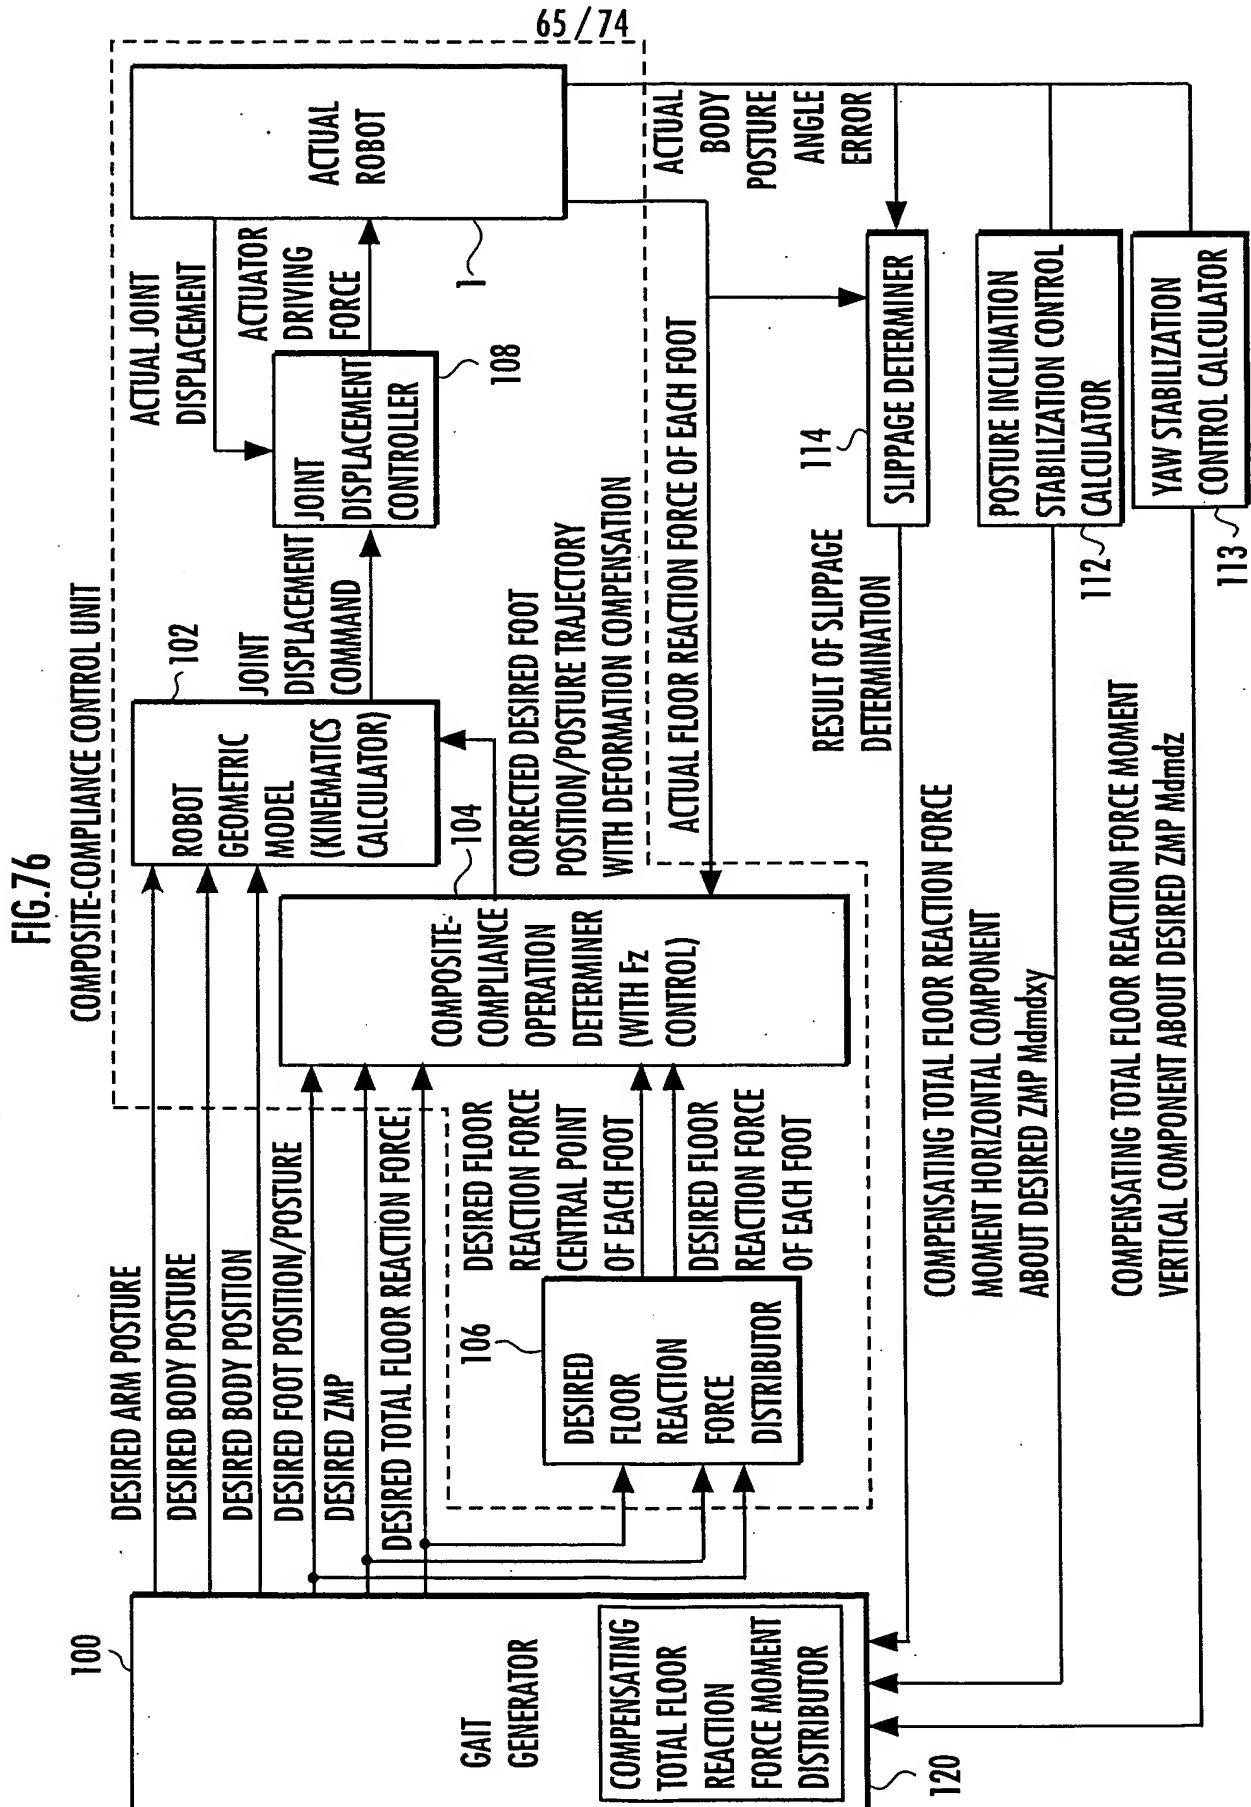 65/74
FIG.76
COMPOSITE-COMPLIANCE CONTROL UNIT
100
GAIT
GENERATOR
COMPENSATING
TOTAL FLOOR
REACTION
FORCE MOMENT
DISTRIBUTOR
120
DESIRED ARM POSTURE
DESIRED BODY POSTURE
DESIRED BODY POSITION
DESIRED FOOT POSITION/POSTURE
DESIRED ZMP
DESIRED TOTAL FLOOR REACTION FORCE
106
DESIRED
FLOOR
REACTION
FORCE
DISTRIBUTOR
DESIRED FLOOR
REACTION FORCE
CENTRAL POINT
OF EACH FOOT
DESIRED FLOOR
REACTION FORCE
OF EACH FOOT
102
ROBOT
GEOMETRIC
MODEL
(KINEMATICS
CALCULATOR)
104
COMPOSITE-
COMPLIANCE
OPERATION
DETERMINER
(WITH Fz
CONTROL)
CORRECTED DESIRED FOOT
POSITION/POSTURE TRAJECTORY
WITH DEFORMATION COMPENSATION
JOINT
DISPLACEMENT
COMMAND
JOINT
DISPLACEMENT
CONTROLLER
108
ACTUAL JOINT
DISPLACEMENT
ACTUATOR
DRIVING
FORCE
ACTUAL
ROBOT
1
ACTUAL FLOOR REACTION FORCE OF EACH FOOT
ACTUAL
BODY
POSTURE
ANGLE
ERROR
114
SLIPPAGE DETERMINER
RESULT OF SLIPPAGE
DETERMINATION
POSTURE INCLINATION
STABILIZATION CONTROL
CALCULATOR
112
COMPENSATING TOTAL FLOOR REACTION FORCE
MOMENT HORIZONTAL COMPONENT
ABOUT DESIRED ZMP Mdmdxy
YAW STABILIZATION
CONTROL CALCULATOR
113
COMPENSATING TOTAL FLOOR REACTION FORCE MOMENT
VERTICAL COMPONENT ABOUT DESIRED ZMP Mdmdz